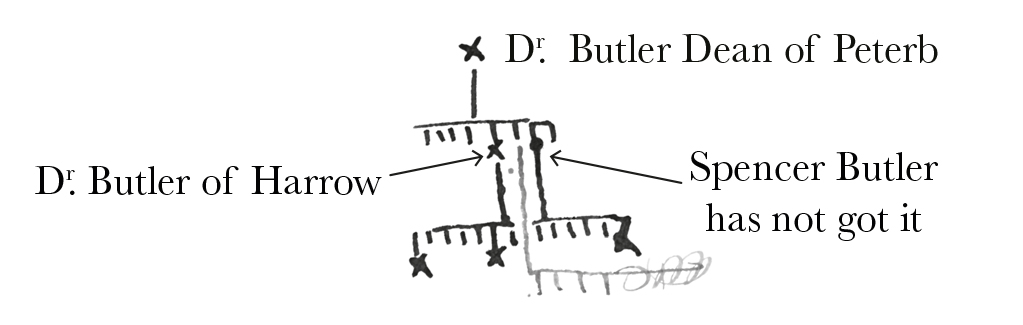 Dr. Butler Dean of Peterb
Dr. Butler of Harrow
Spencer Butler
has not got it